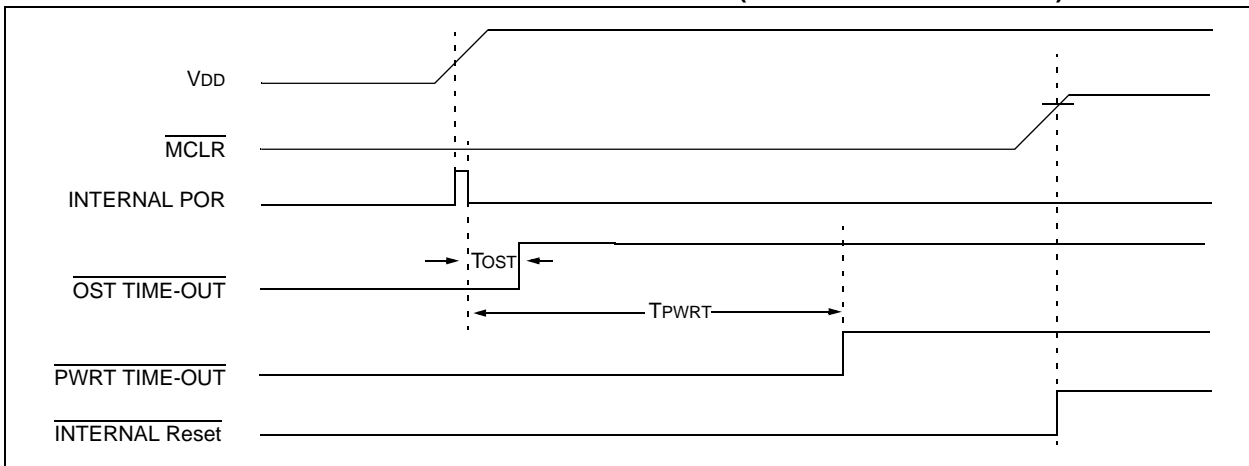 VDD
MCLR
INTERNAL POR
TOST
OST TIME-OUT
TPWRT
PWRT TIME-OUT
INTERNAL Reset